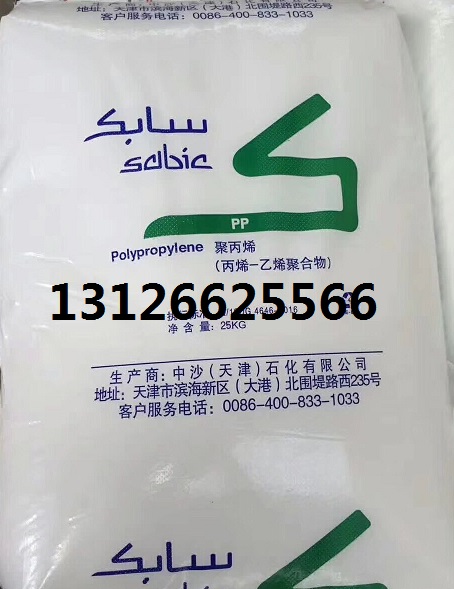 地址：天津市滨海新区（大港）北围堤路西235号
客户服务电话：0086-400-833-1033
سابک
sabic
PP
Polypropylene 聚丙烯
（丙烯-乙烯聚合物）
13126625566
净 含 量：25KG
生产商：中沙（天津）石化有限公司
地址：天津市滨海新区（大港）北围堤路西235号
客户服务电话：0086-400-833-1033
سابک